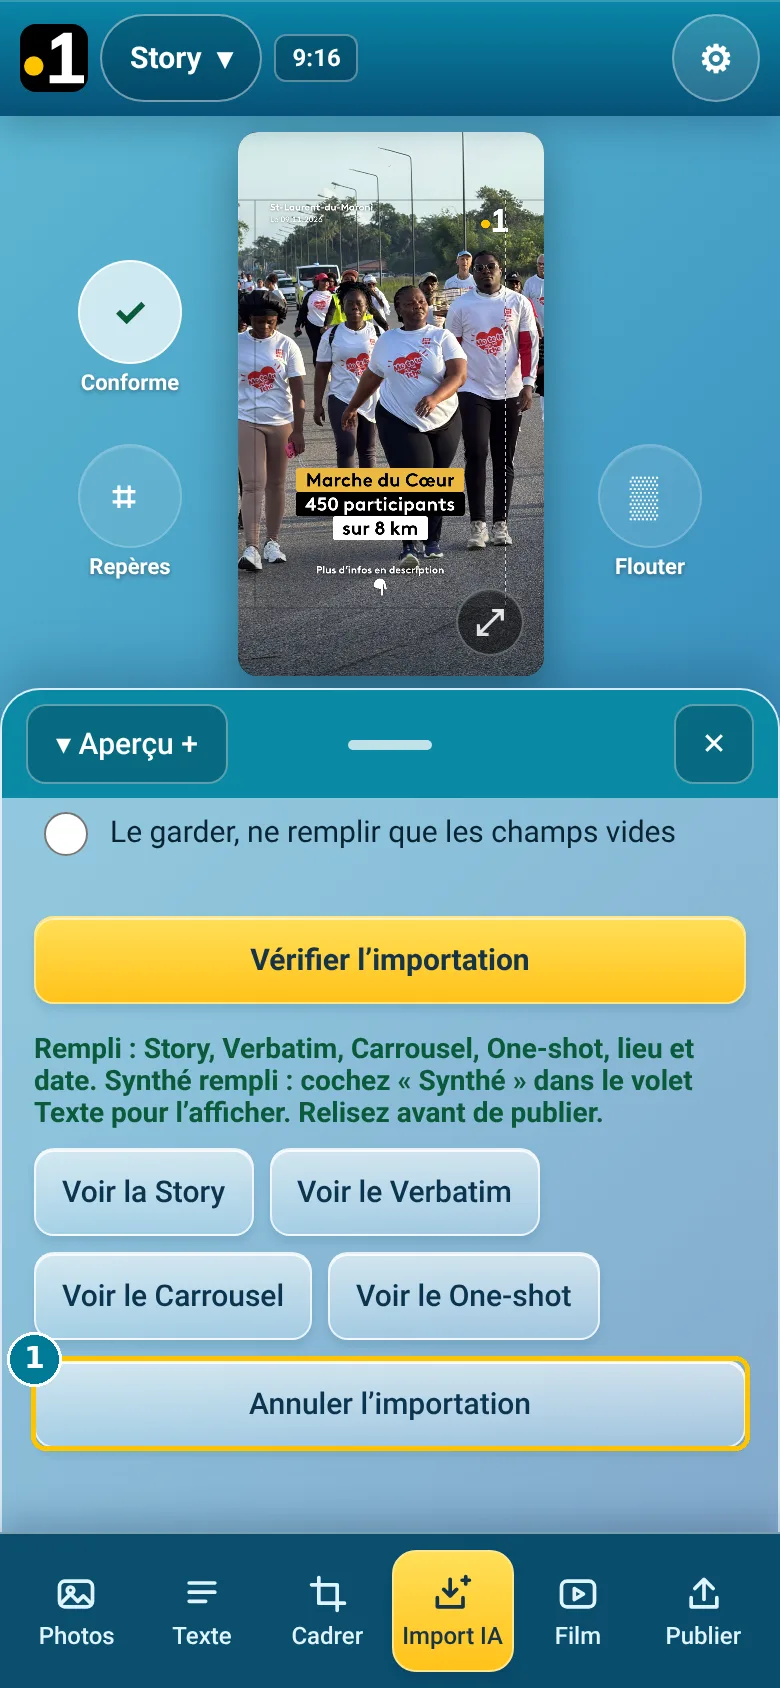 1
Story ▼
9:16
St-Laurent-du-Maroni
1
Conforme
Marche du Cœur
450 participants
sur 8 km
Plus d'infos en description
Repères
Flouter
▾ Aperçu +
✕
Le garder, ne remplir que les champs vides
Vérifier l’importation
Rempli : Story, Verbatim, Carrousel, One-shot, lieu et
date. Synthé rempli : cochez « Synthé » dans le volet
Texte pour l’afficher. Relisez avant de publier.
Voir la Story
Voir le Verbatim
Voir le Carrousel
Voir le One-shot
1
Annuler l’importation
Photos
Texte
Cadrer
Import IA
Film
Publier